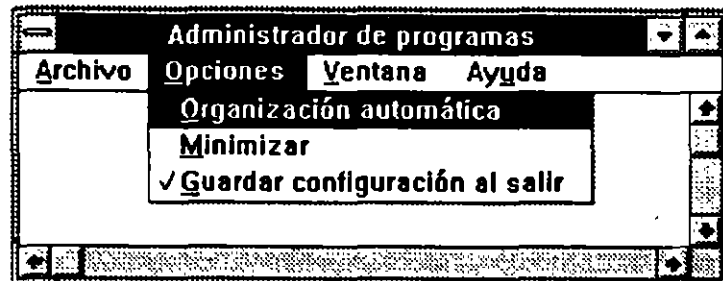 Administrador de programas
Archivo Opciones Ventana Ayuda
Organización automática
Minimizar
✓ Guardar configuración al salir